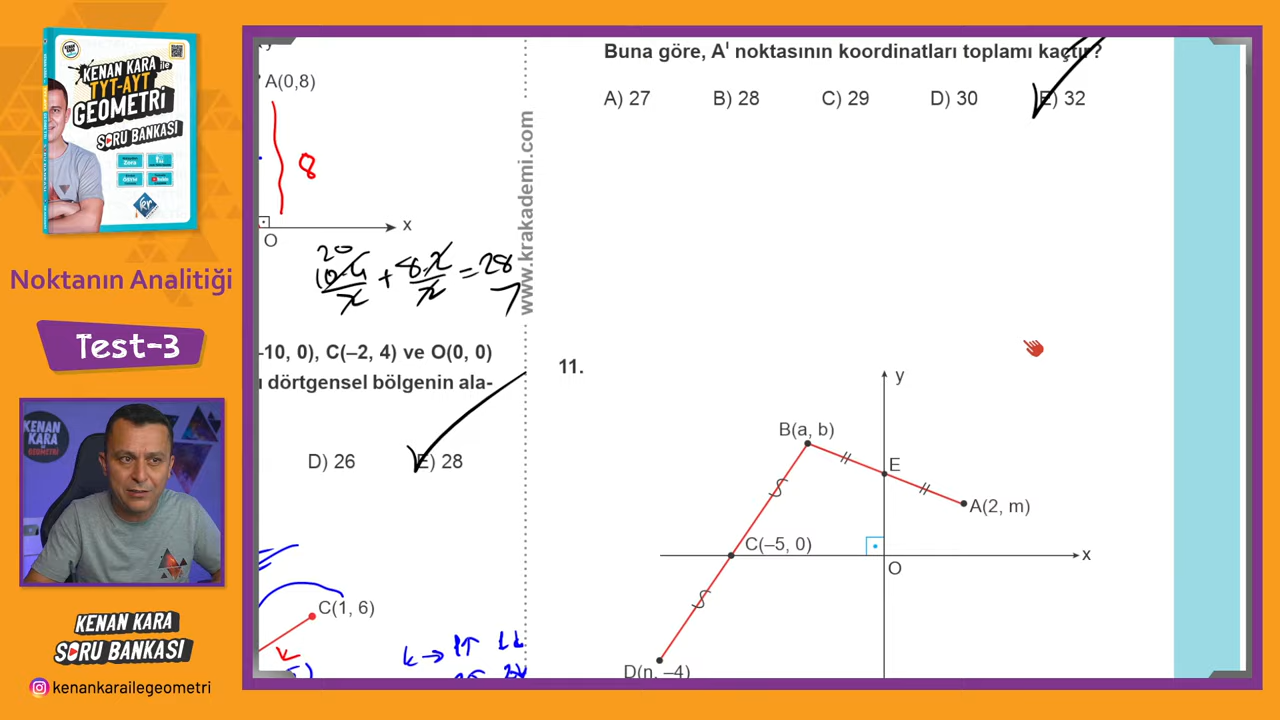 KENAN KARA ile
TYT-AYT
GEOMETRİ
SORU BANKASI
Noktanın Analitiği
Test-3
KENAN KARA
SORU BANKASI
kenankarailegeometri
y
A(0,8)
8
x
O
–10, 0), C(–2, 4) ve O(0, 0)
ı dörtgensel bölgenin ala-
D) 26
E) 28
C(1, 6)
www.krakademi.com
Buna göre, A' noktasının koordinatları toplamı kaçtır?
A) 27
B) 28
C) 29
D) 30
E) 32
11.
y
B(a, b)
E
A(2, m)
C(–5, 0)
x
O
D(n, –4)